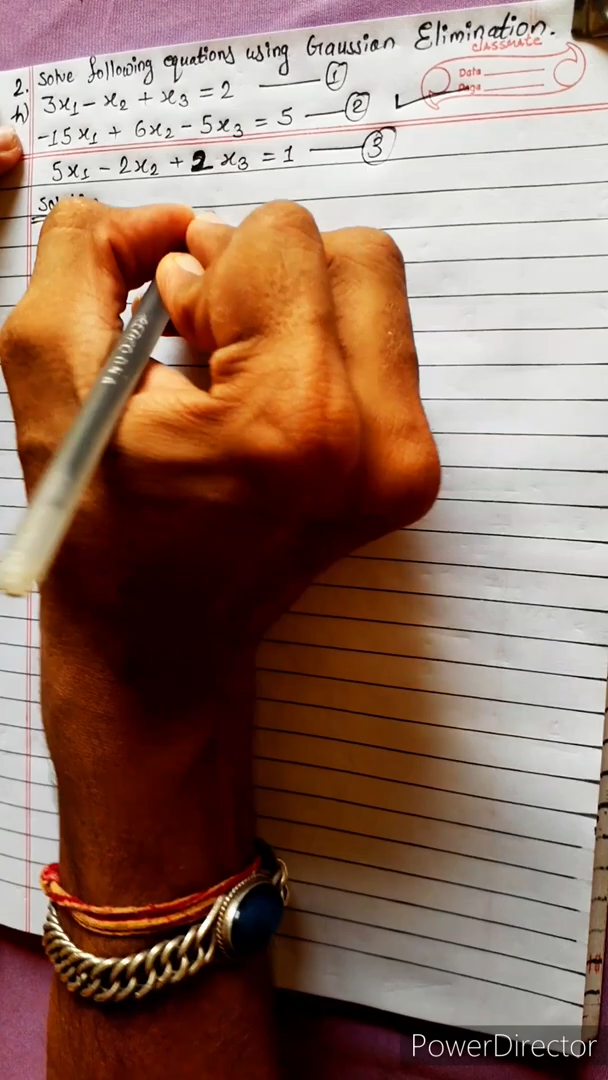 2. Solve following equations using Gaussian Elimination.
classmate
Date
Page
h) 3x₁ - x₂ + x₃ = 2 —— ①
-15x₁ + 6x₂ - 5x₃ = 5 —— ②
5x₁ - 2x₂ + 2x₃ = 1 —— ③
PowerDirector